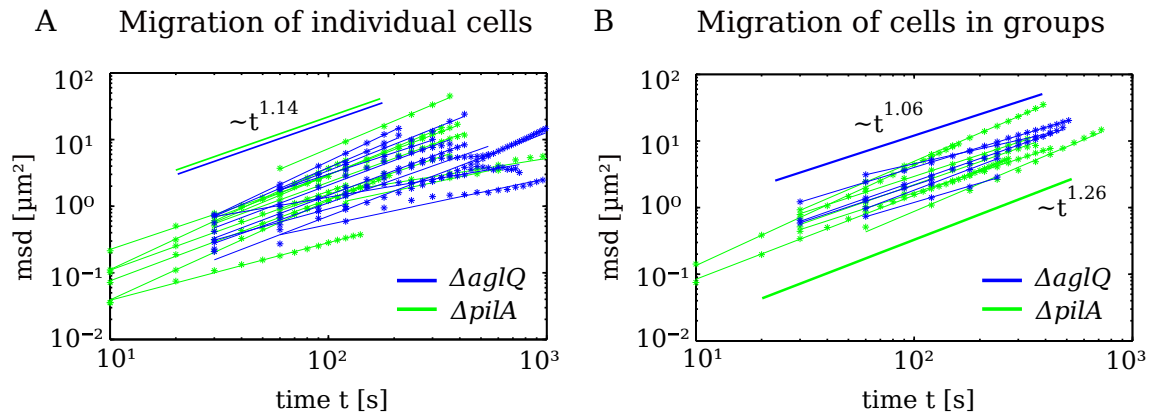 A Migration of individual cells
msd [µm²]
10²
10¹
10⁰
10⁻¹
10⁻²
~t^1.14
ΔaglQ
ΔpilA
10¹ 10² 10³
time t [s]
B Migration of cells in groups
msd [µm²]
10²
10¹
10⁰
10⁻¹
10⁻²
~t^1.06
~t^1.26
ΔaglQ
ΔpilA
10¹ 10² 10³
time t [s]